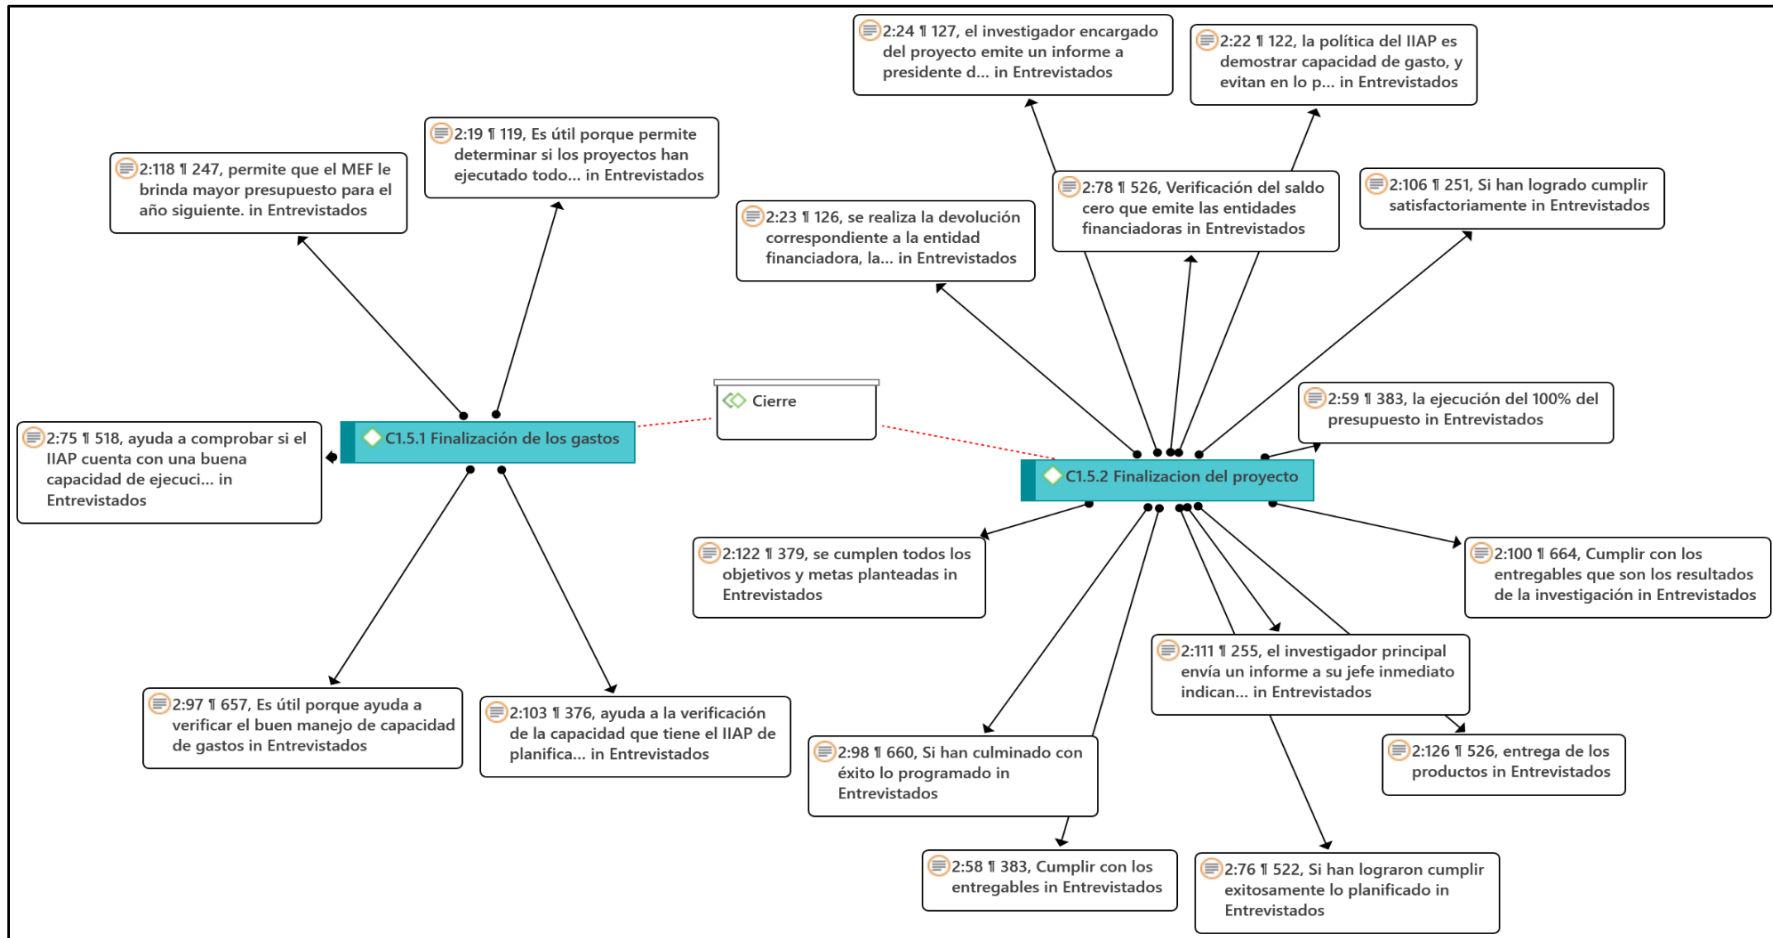 2:24 ¶ 127, el investigador encargado
del proyecto emite un informe a
presidente d... in Entrevistados
2:22 ¶ 122, la política del IIAP es
demostrar capacidad de gasto, y
evitan en lo p... in Entrevistados
2:19 ¶ 119, Es útil porque permite
determinar si los proyectos han
ejecutado todo... in Entrevistados
2:118 ¶ 247, permite que el MEF le
brinda mayor presupuesto para el
año siguiente. in Entrevistados
2:78 ¶ 526, Verificación del saldo
cero que emite las entidades
financiadoras in Entrevistados
2:106 ¶ 251, Si han logrado cumplir
satisfactoriamente in Entrevistados
2:23 ¶ 126, se realiza la devolución
correspondiente a la entidad
financiadora, la... in Entrevistados
Cierre
2:59 ¶ 383, la ejecución del 100% del
presupuesto in Entrevistados
2:75 ¶ 518, ayuda a comprobar si el
IIAP cuenta con una buena
capacidad de ejecuci... in
Entrevistados
C1.5.1 Finalización de los gastos
C1.5.2 Finalizacion del proyecto
2:122 ¶ 379, se cumplen todos los
objetivos y metas planteadas in
Entrevistados
2:100 ¶ 664, Cumplir con los
entregables que son los resultados
de la investigación in Entrevistados
2:111 ¶ 255, el investigador principal
envía un informe a su jefe inmediato
indican... in Entrevistados
2:97 ¶ 657, Es útil porque ayuda a
verificar el buen manejo de capacidad
de gastos in Entrevistados
2:103 ¶ 376, ayuda a la verificación
de la capacidad que tiene el IIAP de
planifica... in Entrevistados
2:98 ¶ 660, Si han culminado con
éxito lo programado in
Entrevistados
2:126 ¶ 526, entrega de los
productos in Entrevistados
2:58 ¶ 383, Cumplir con los
entregables in Entrevistados
2:76 ¶ 522, Si han lograron cumplir
exitosamente lo planificado in
Entrevistados